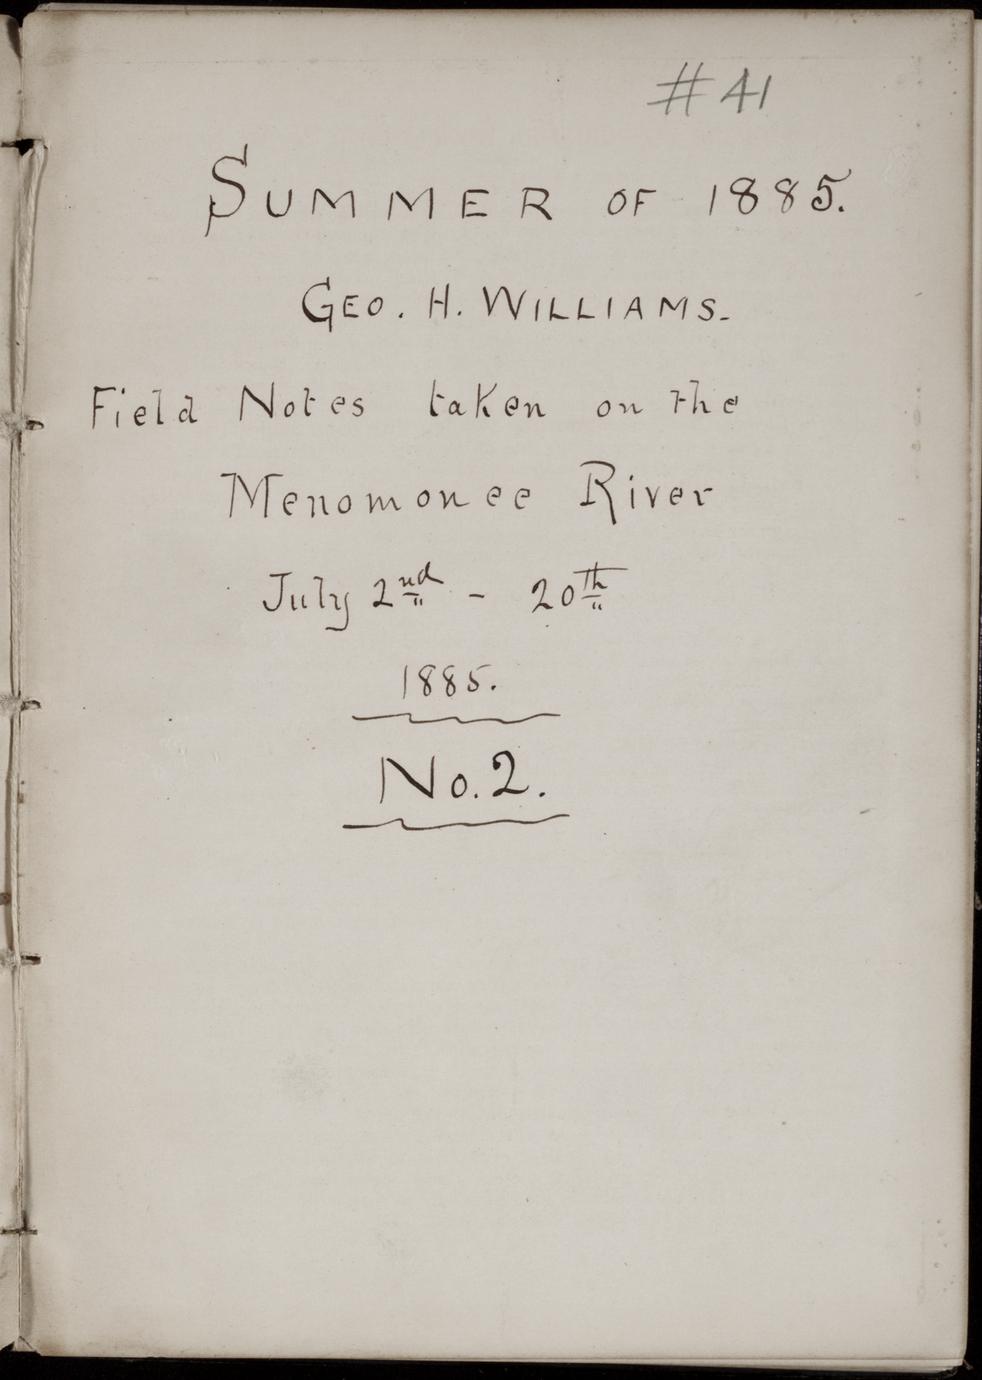 #41
SUMMER OF 1885.
GEO. H. WILLIAMS.
Field Notes taken on the
Menomonee River
July 2nd - 20th
1885.
No. 2.